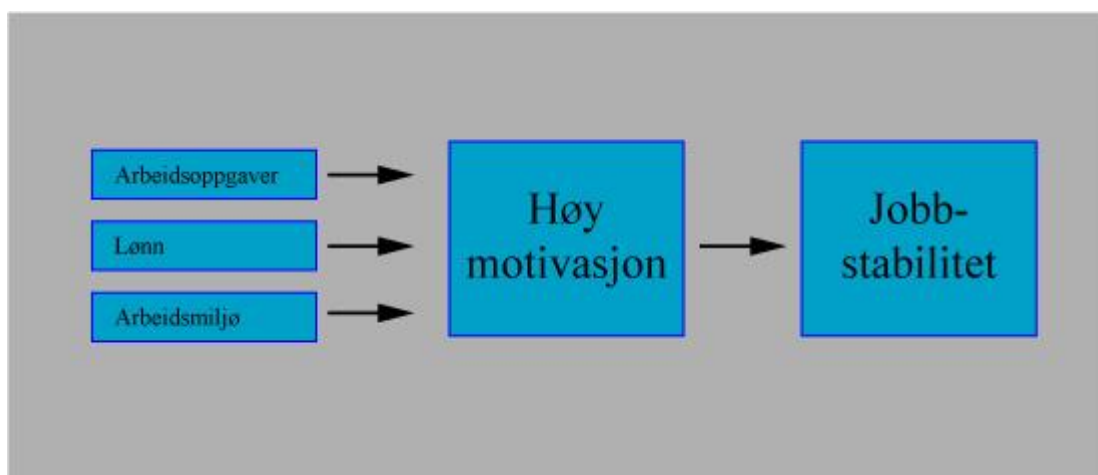 Arbeidsoppgaver
Lønn
Arbeidsmiljø
Høy
motivasjon
Jobb-
stabilitet